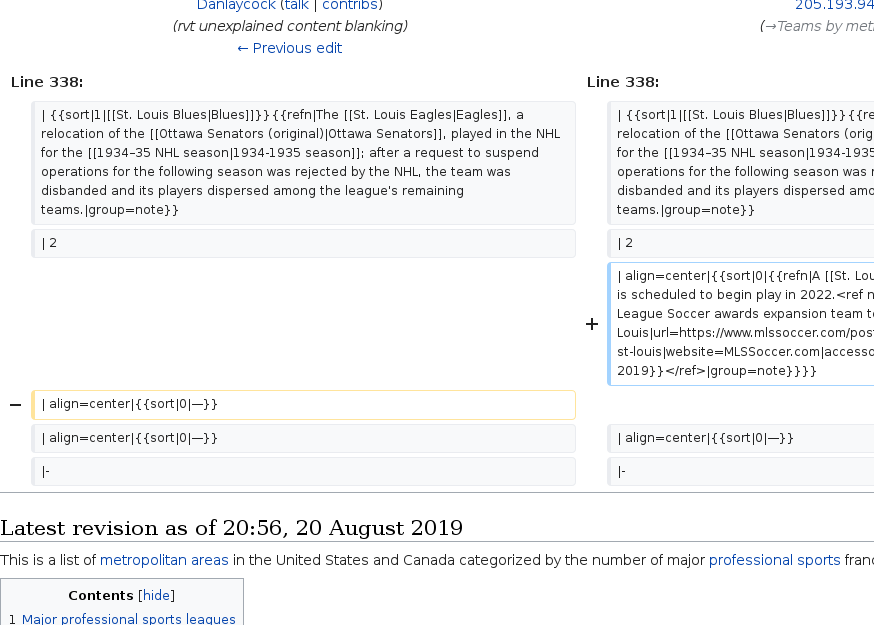 Danlaycock (talk | contribs)
205.193.94
(rvt unexplained content blanking)
(→Teams by
← Previous edit
Line 338:
Line 338:
| {{sort|1|[[St. Louis Blues|Blues]]}}{{refn|The [[St. Louis Eagles|Eagles]], a
relocation of the [[Ottawa Senators (original)|Ottawa Senators]], played in the NHL
for the [[1934–35 NHL season|1934-1935 season]]; after a request to suspend
operations for the following season was rejected by the NHL, the team was
disbanded and its players dispersed among the league's remaining
teams.|group=note}}
| {{sort|1|[[St. Louis Blues|Blues]]}}{{re
relocation of the [[Ottawa Senators (orig
for the [[1934–35 NHL season|1934-1935
operations for the following season was
disbanded and its players dispersed
teams.|group=note}}
| 2
| 2
+
| align=center|{{sort|0|{{refn|A [[St. Lou
is scheduled to begin play in 2022.<ref
League Soccer awards expansion team
Louis|url=https://www.mlssoccer.com/pos
st-louis|website=MLSSoccer.com|access
2019}}</ref>|group=note}}}}
−
| align=center|{{sort|0|—}}
| align=center|{{sort|0|—}}
| align=center|{{sort|0|—}}
|-
|-
Latest revision as of 20:56, 20 August 2019
This is a list of metropolitan areas in the United States and Canada categorized by the number of major professional sports
Contents [hide]
1 Major professional sports leagues